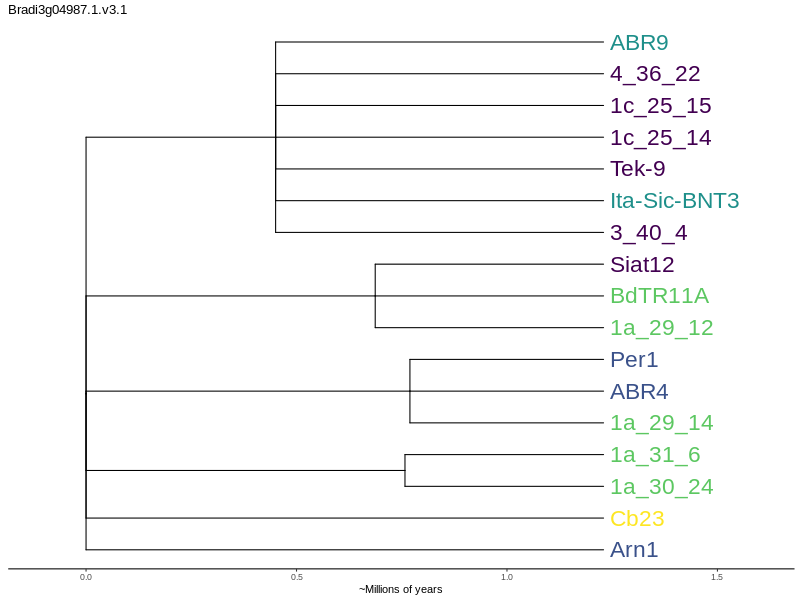 Bradi3g04987.1.v3.1
ABR9
4_36_22
1c_25_15
1c_25_14
Tek-9
Ita-Sic-BNT3
3_40_4
Siat12
BdTR11A
1a_29_12
Per1
ABR4
1a_29_14
1a_31_6
1a_30_24
Cb23
Arn1
0.0 0.5 1.0 1.5
~Millions of years